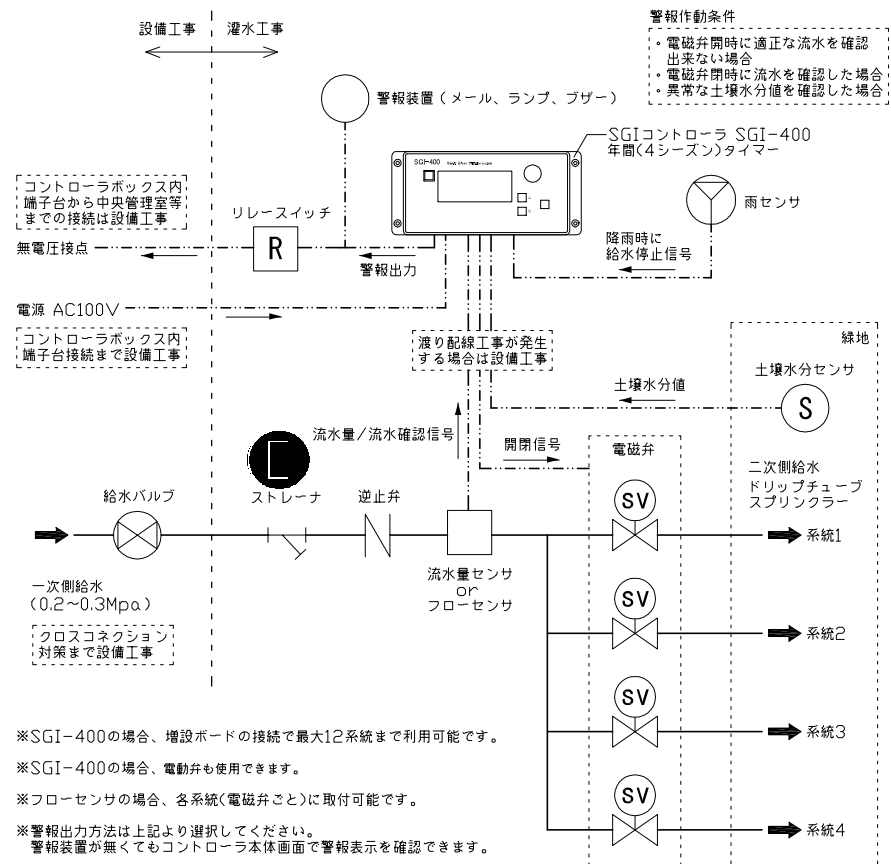 設備工事
灌水工事
警報作動条件
・電磁弁開時に適正な流水を確認
出来ない場合
・電磁弁閉時に流水を確認した場合
・異常な土壌水分値を確認した場合
警報装置（メール、ランプ、ブザー）
SGIコントローラ SGI-400
年間(4シーズン)タイマー
SGI-400
コントローラボックス内
端子台から中央管理室等
までの接続は設備工事
リレースイッチ
R
雨センサ
無電圧接点
警報出力
降雨時に
給水停止信号
電源 AC100V
コントローラボックス内
端子台接続まで設備工事
渡り配線工事が発生
する場合は設備工事
緑地
土壌水分センサ
S
土壌水分値
流水量/流水確認信号
開閉信号
電磁弁
二次側給水
ドリップチューブ
スプリンクラー
給水バルブ
ストレーナ
逆止弁
SV
系統1
流水量センサ
or
フローセンサ
一次側給水
(0.2～0.3Mpa)
クロスコネクション
対策まで設備工事
SV
系統2
SV
系統3
SV
系統4
※SGI-400の場合、増設ボードの接続で最大12系統まで利用可能です。
※SGI-400の場合、電動弁も使用できます。
※フローセンサの場合、各系統(電磁弁ごと)に取付可能です。
※警報出力方法は上記より選択してください。
警報装置が無くてもコントローラ本体画面で警報表示を確認できます。